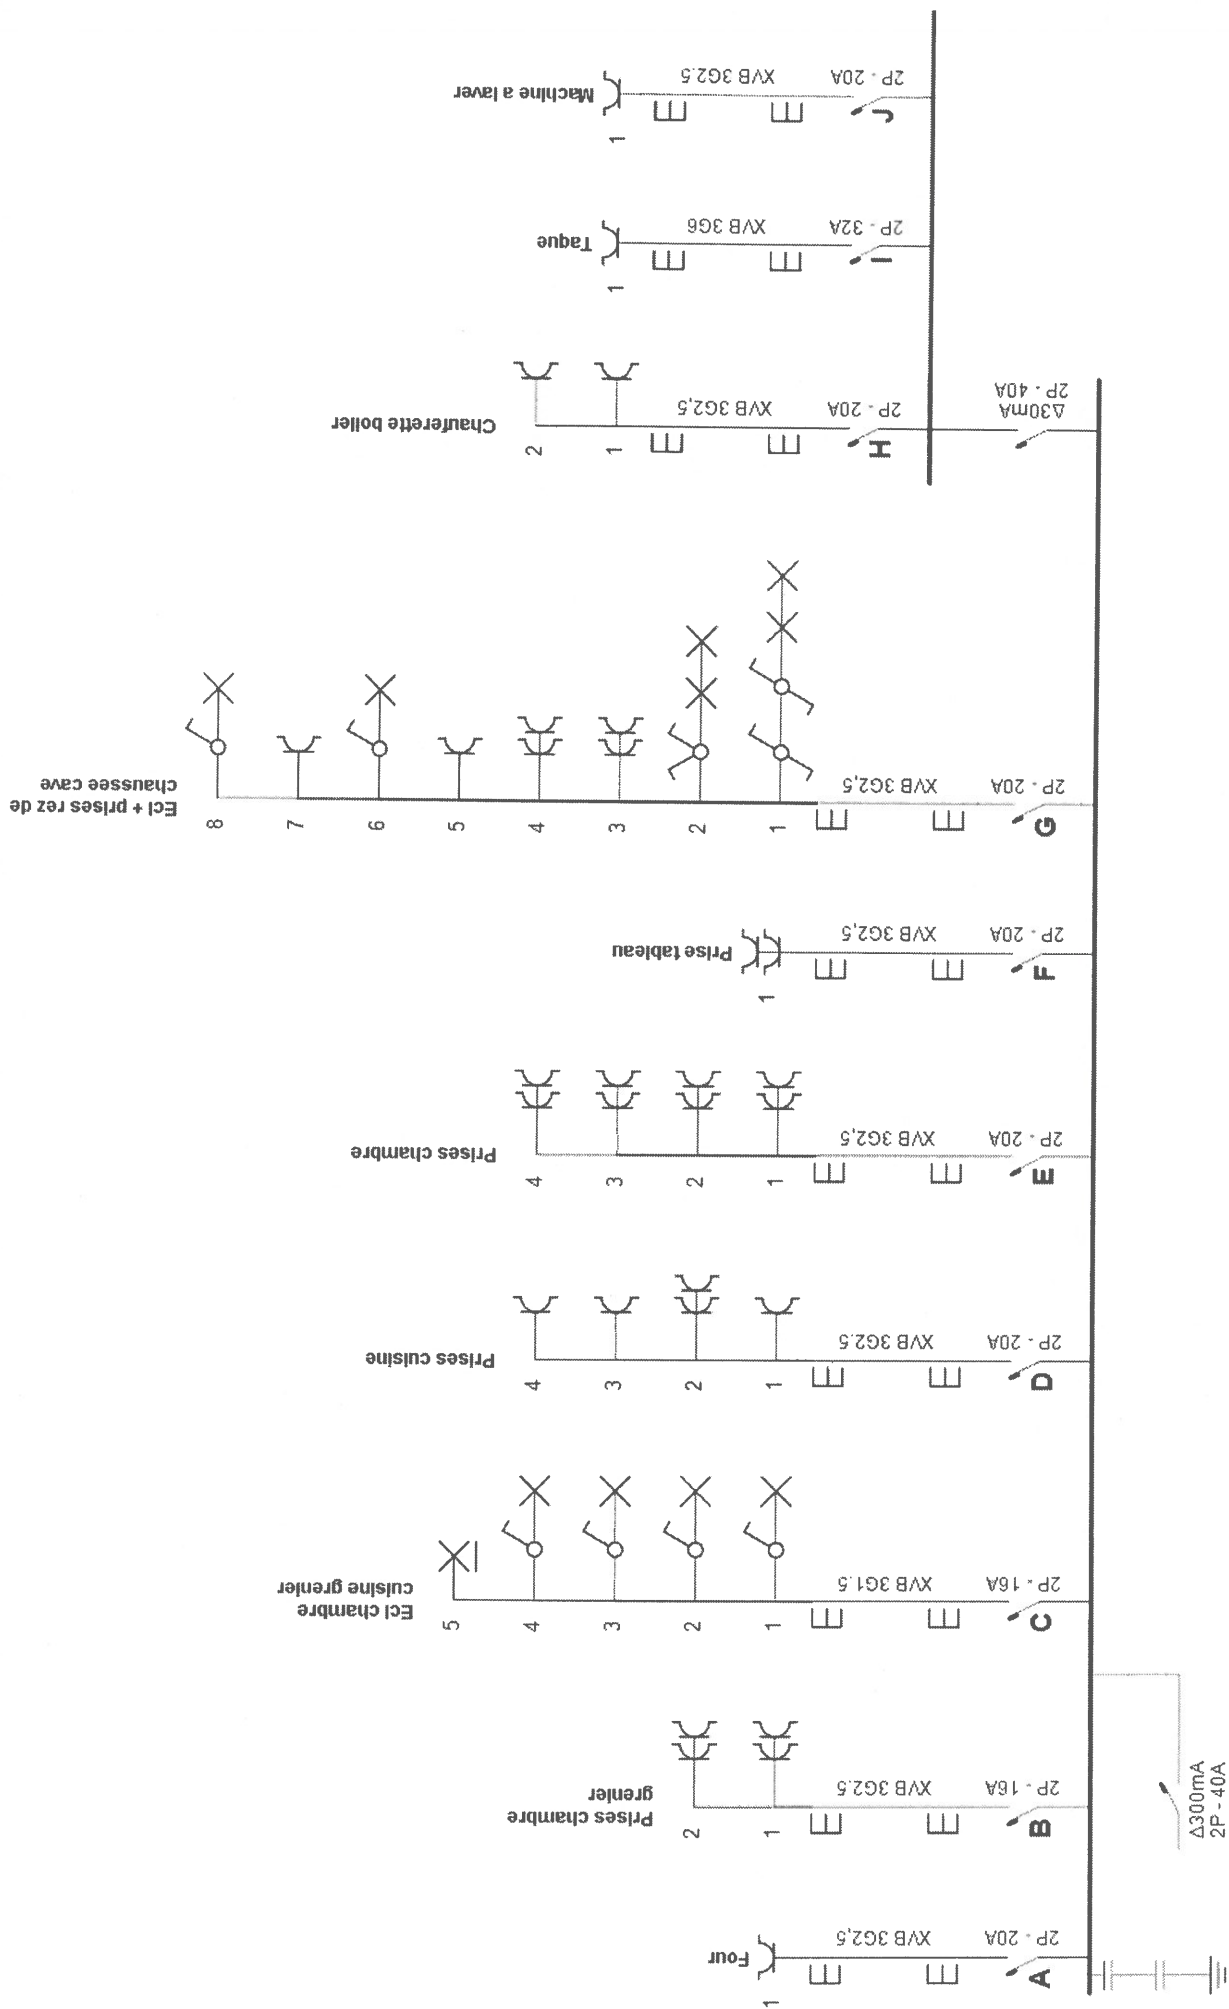 Four
1
XVB 3G2,5
2P - 20A
A
Prises chambre
grenier
2
1
XVB 3G2.5
2P - 16A
B
Δ300mA
2P - 40A
Ecl chambre
cuisine grenier
5
4
3
2
1
XVB 3G1.5
2P - 16A
C
Prises cuisine
4
3
2
1
XVB 3G2.5
2P - 20A
D
Prises chambre
4
3
2
1
XVB 3G2,5
2P - 20A
E
Prise tableau
1
XVB 3G2,5
2P - 20A
F
Ecl + prises rez de
chaussee cave
8
7
6
5
4
3
2
1
XVB 3G2,5
2P - 20A
G
Chauferette boiler
2
1
XVB 3G2,5
2P - 20A
H
Δ30mA
2P - 40A
Taque
1
XVB 3G6
2P - 32A
I
Machine a laver
1
XVB 3G2.5
2P - 20A
J